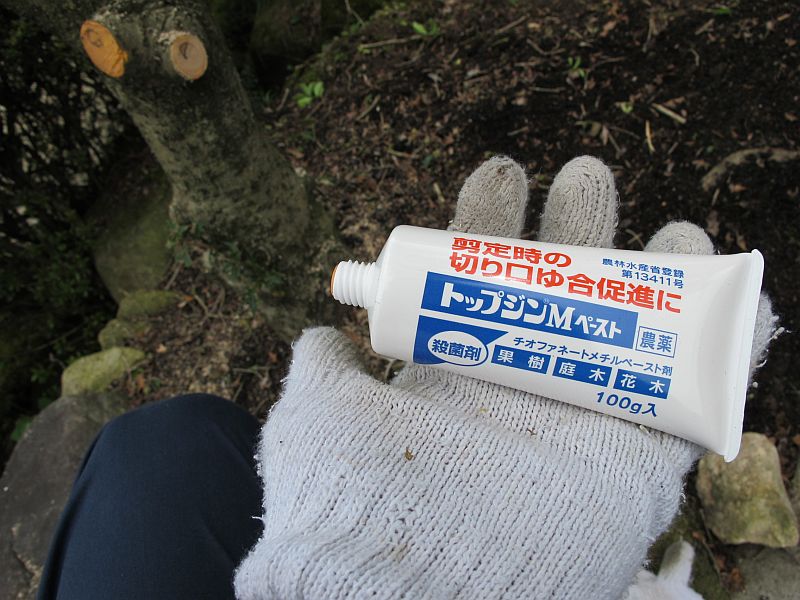 剪定時の
切り口ゆ合促進に
農林水産省登録
第13411号
トップジンMペースト
農薬
殺菌剤
チオファネートメチルペースト剤
果樹 庭木 花木
100g入